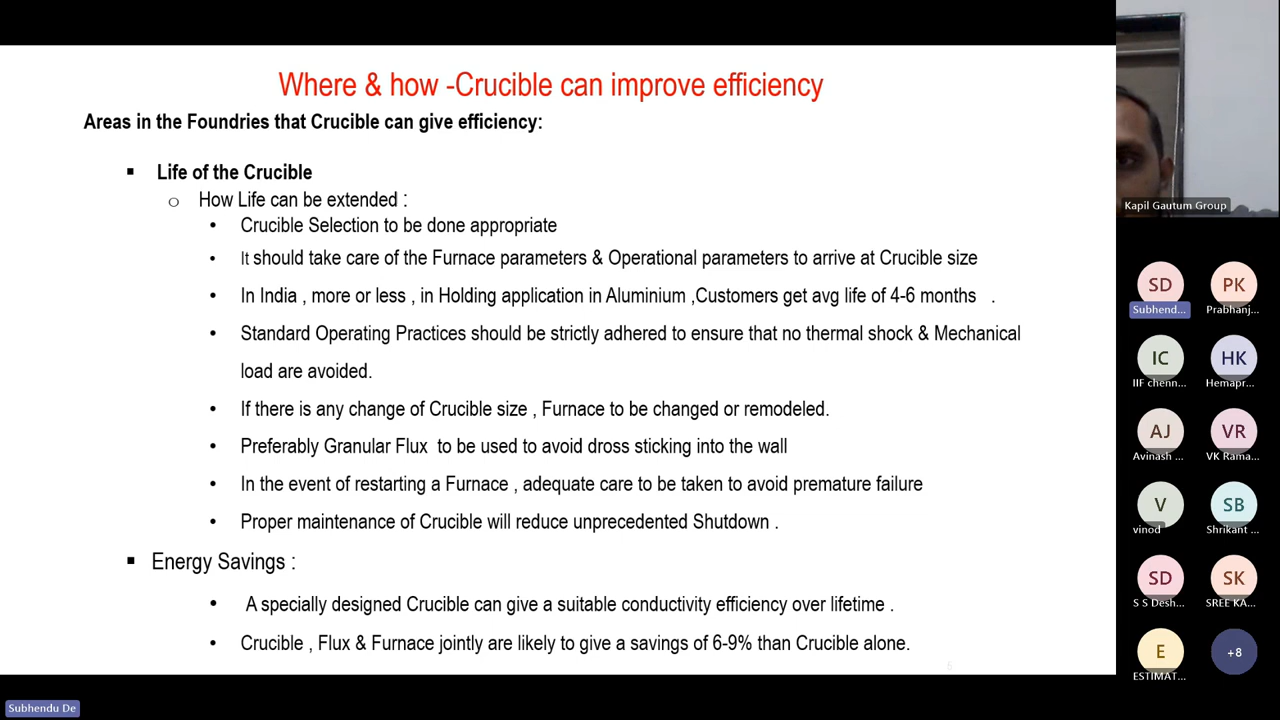 Where & how -Crucible can improve efficiency
Areas in the Foundries that Crucible can give efficiency:
▪ Life of the Crucible
o How Life can be extended :
• Crucible Selection to be done appropriate
• It should take care of the Furnace parameters & Operational parameters to arrive at Crucible size
• In India , more or less , in Holding application in Aluminium ,Customers get avg life of 4-6 months .
• Standard Operating Practices should be strictly adhered to ensure that no thermal shock & Mechanical
load are avoided.
• If there is any change of Crucible size , Furnace to be changed or remodeled.
• Preferably Granular Flux to be used to avoid dross sticking into the wall
• In the event of restarting a Furnace , adequate care to be taken to avoid premature failure
• Proper maintenance of Crucible will reduce unprecedented Shutdown .
▪ Energy Savings :
• A specially designed Crucible can give a suitable conductivity efficiency over lifetime .
• Crucible , Flux & Furnace jointly are likely to give a savings of 6-9% than Crucible alone.
6
Subhendu De
Kapil Gautum Group
SD PK
Subhend... Prabhanj...
IC HK
IIF chenn... Hemapr...
AJ VR
Avinash ... VK Rama...
V SB
vinod Shrikant ...
SD SK
S S Desh... SREE KA...
E +8
ESTIMAT...